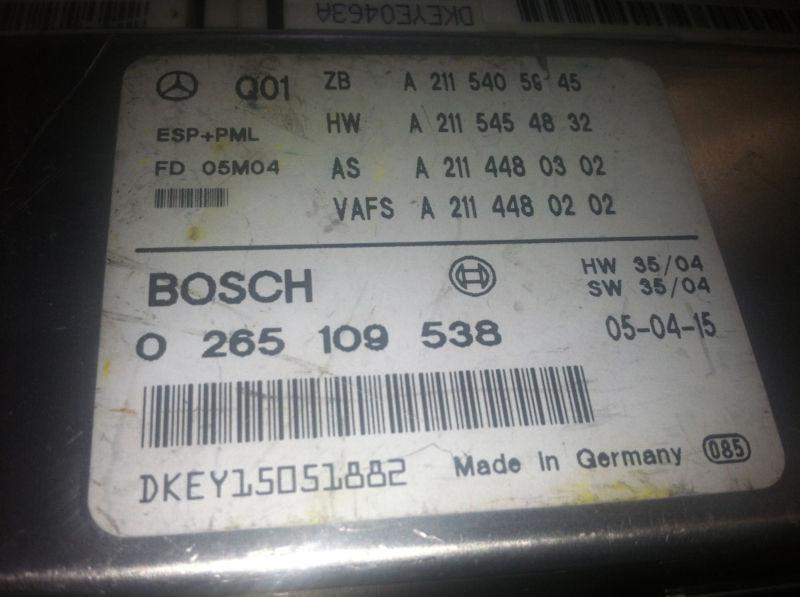 DKEYE0463A
Q01 ZB A 211 540 56 45
ESP+PML HW A 211 545 48 32
FD 05M04 AS A 211 448 03 02
VAFS A 211 448 02 02
BOSCH HW 35/04
SW 35/04
0 265 109 538 05-04-15
DKEY15051882 Made in Germany 085